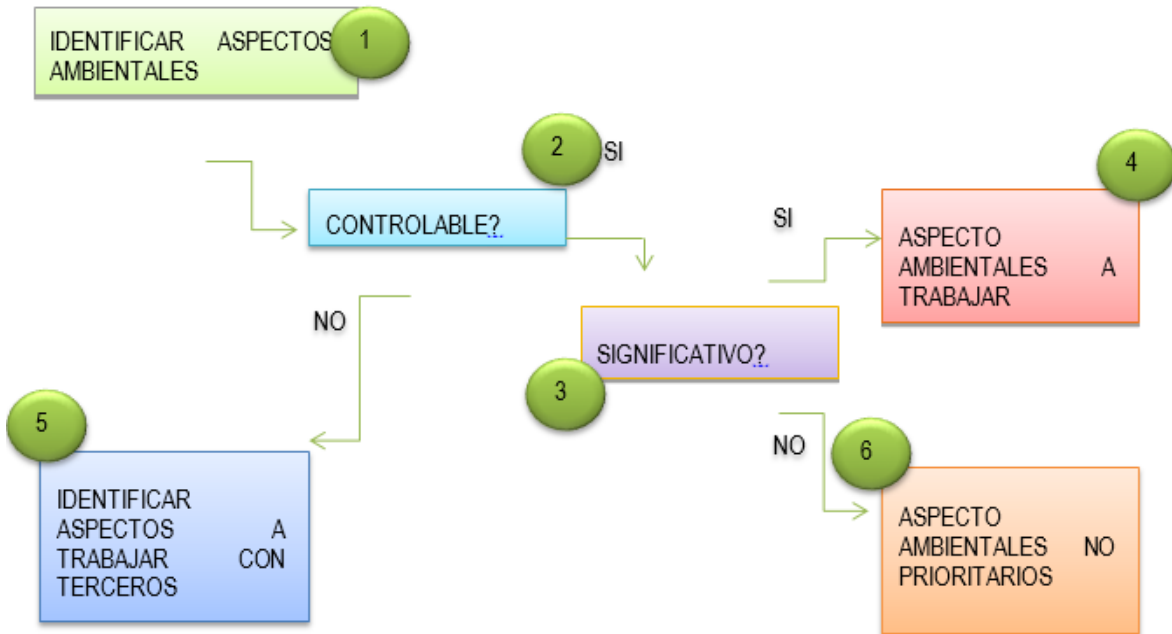 IDENTIFICAR ASPECTOS
AMBIENTALES
1
2
SI
CONTROLABLE?
SI
4
ASPECTO
AMBIENTALES A
TRABAJAR
NO
SIGNIFICATIVO?
3
5
IDENTIFICAR
ASPECTOS A
TRABAJAR CON
TERCEROS
NO
6
ASPECTO
AMBIENTALES NO
PRIORITARIOS